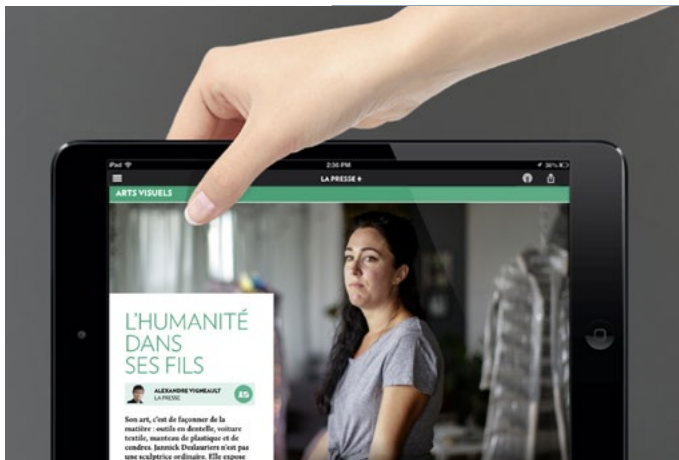 iPad
2:36 PM
36%
LA PRESSE+
ARTS VISUELS
L'HUMANITÉ
DANS
SES FILS
ALEXANDRE VIGNEAULT
LA PRESSE
Son art, c'est de façonner de la
matière : outils en dentelle, voiture
textile, manteau de plastique et de
cendres. Jannick Deslauriers n'est pas
une sculptrice ordinaire. Elle expose